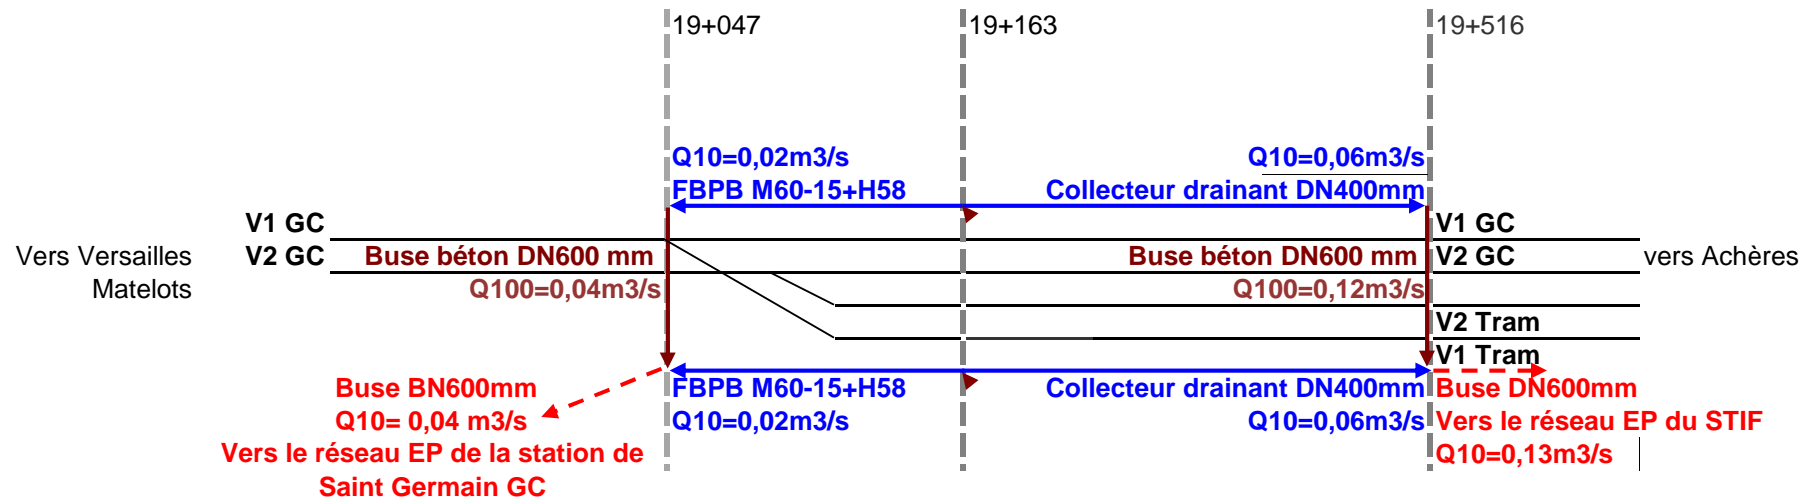 19+047
19+163
19+516
Q10=0,02m3/s
Q10=0,06m3/s
FBPB M60-15+H58
Collecteur drainant DN400mm
V1 GC
V1 GC
Vers Versailles
Matelots
V2 GC
Buse béton DN600 mm
Buse béton DN600 mm
V2 GC
vers Achères
Q100=0,04m3/s
Q100=0,12m3/s
V2 Tram
V1 Tram
Buse BN600mm
Q10= 0,04 m3/s
Vers le réseau EP de la station de
Saint Germain GC
FBPB M60-15+H58
Q10=0,02m3/s
Collecteur drainant DN400mm
Q10=0,06m3/s
Buse DN600mm
Vers le réseau EP du STIF
Q10=0,13m3/s